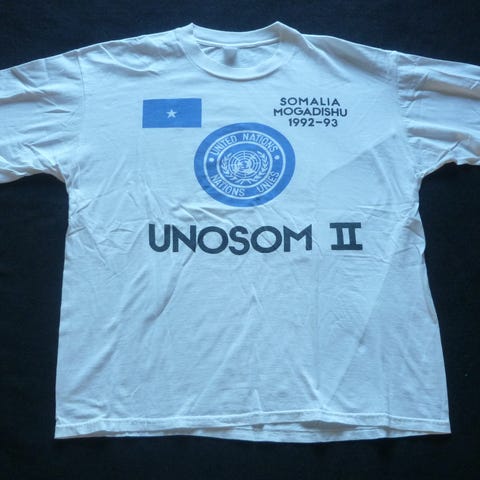 SOMALIA
MOGADISHU
1992-93
UNITED NATIONS
NATIONS UNIES
UNOSOM II